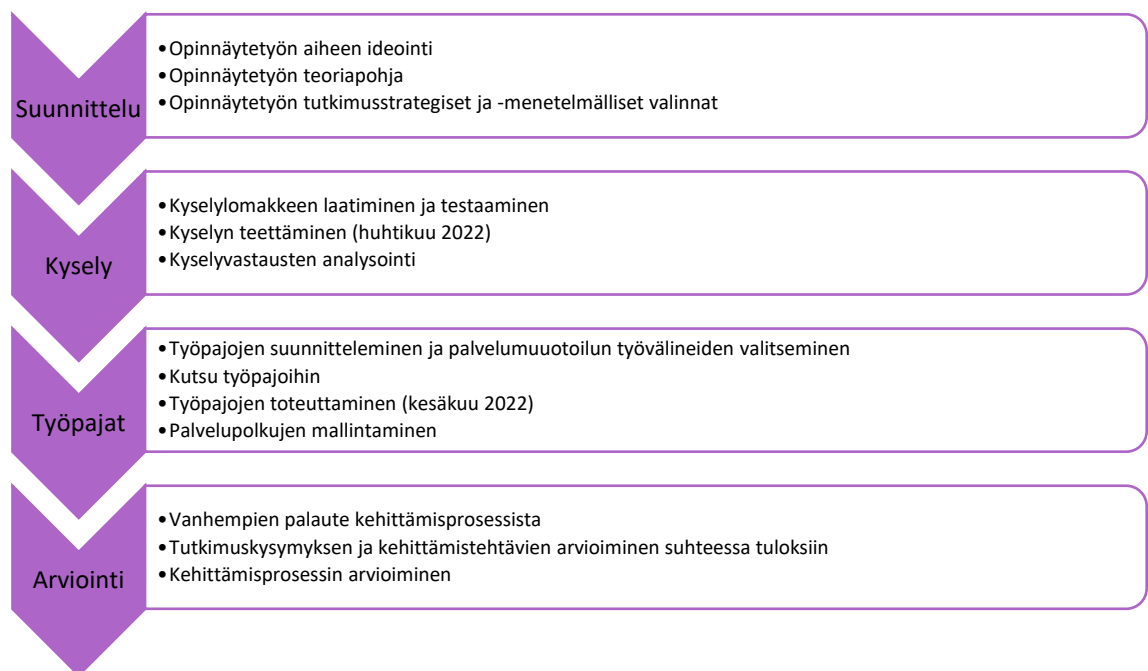 Suunnittelu
•Opinnäytetyön aiheen ideointi
•Opinnäytetyön teoriapohja
•Opinnäytetyön tutkimusstrategiset ja -menetelmälliset valinnat
Kysely
•Kyselylomakkeen laatiminen ja testaaminen
•Kyselyn teettäminen (huhtikuu 2022)
•Kyselyvastausten analysointi
Työpajat
•Työpajojen suunnitteleminen ja palvelumuuotoilun työvälineiden valitseminen
•Kutsu työpajoihin
•Työpajojen toteuttaminen (kesäkuu 2022)
•Palvelupolkujen mallintaminen
Arviointi
•Vanhempien palaute kehittämisprosessista
•Tutkimuskysymyksen ja kehittämistehtävien arvioiminen suhteessa tuloksiin
•Kehittämisprosessin arvioiminen